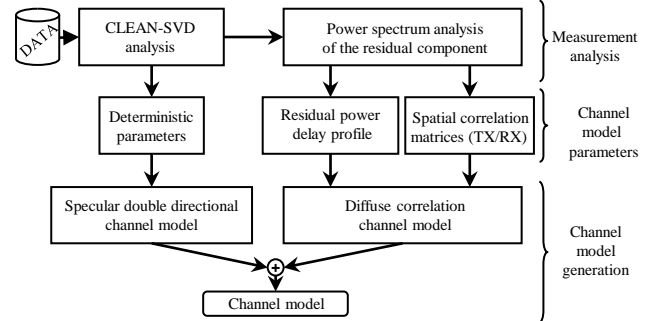 DATA
CLEAN-SVD
analysis
Power spectrum analysis
of the residual component
Measurement
analysis
Deterministic
parameters
Residual power
delay profile
Spatial correlation
matrices (TX/RX)
Channel
model
parameters
Specular double directional
channel model
Diffuse correlation
channel model
Channel
model
generation
+
Channel model